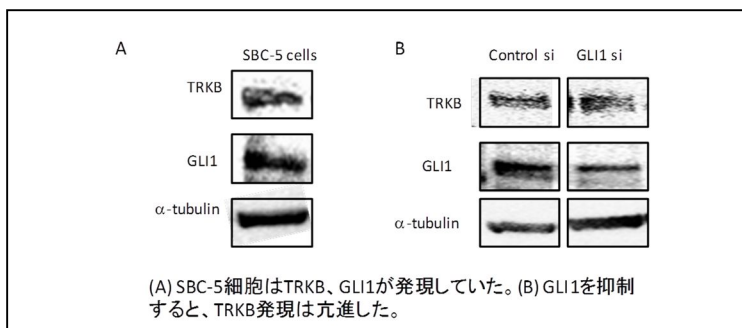 A
SBC-5 cells
TRKB
GLI1
α-tubulin
B
Control si GLI1 si
TRKB
GLI1
α-tubulin
(A) SBC-5細胞はTRKB、GLI1が発現していた。(B) GLI1を抑制
すると、TRKB発現は亢進した。